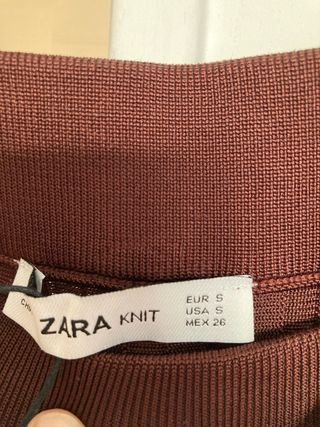 ZARA KNIT
EUR S
USA S
MEX 26